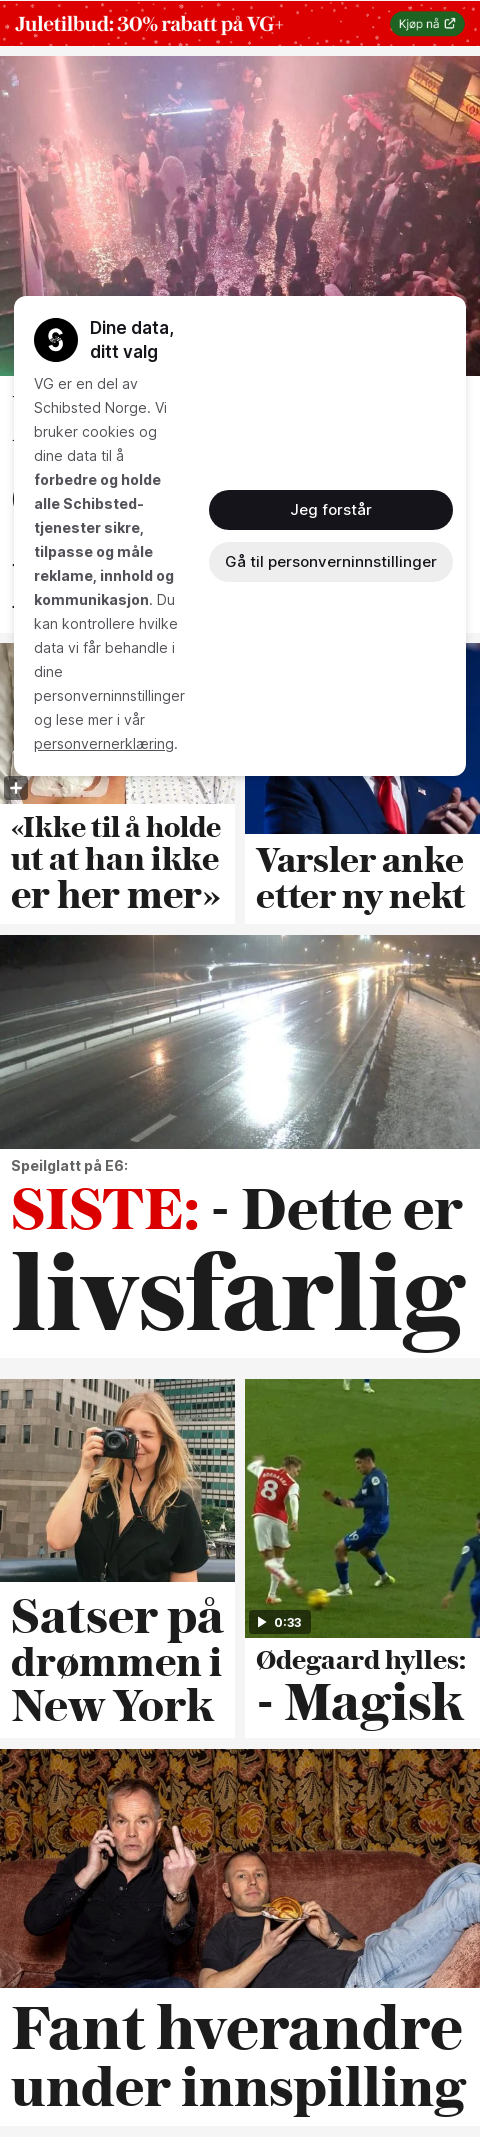 Juletilbud: 30% rabatt på VG+
Kjøp nå
Dine data,
ditt valg
VG er en del av
Schibsted Norge. Vi
bruker cookies og
dine data til å
forbedre og holde
alle Schibsted-
tjenester sikre,
tilpasse og måle
reklame, innhold og
kommunikasjon. Du
kan kontrollere hvilke
data vi får behandle i
dine
personverninnstillinger
og lese mer i vår
personvernerklæring.
Jeg forstår
Gå til personverninnstillinger
«Ikke til å holde
ut at han ikke
er her mer»
Varsler anke
etter ny nekt
Speilglatt på E6:
SISTE: - Dette er
livsfarlig
Satser på
drømmen i
New York
8
0:33
Ødegaard hylles:
- Magisk
Fant hverandre
under innspilling